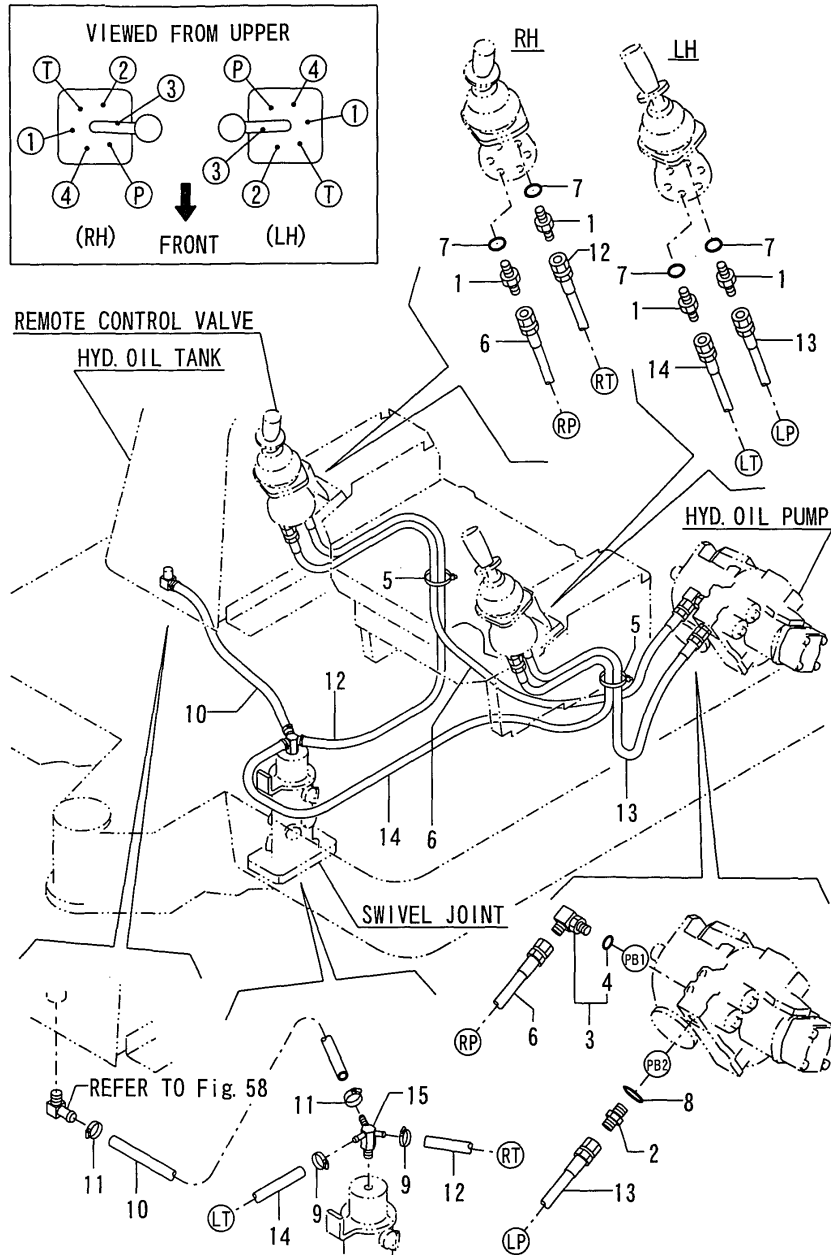 VIEWED FROM UPPER
T
2
3
1
4
P
(RH)
FRONT
P
4
1
3
2
T
(LH)
RH
LH
7
1
7
12
1
6
RT
RP
7
7
1
1
13
14
LP
LT
REMOTE CONTROL VALVE
HYD. OIL TANK
HYD. OIL PUMP
5
5
10
12
13
14
6
SWIVEL JOINT
4
PB1
3
6
RP
PB2
8
2
13
LP
REFER TO Fig. 58
11
15
11
10
9
9
12
RT
14
LT